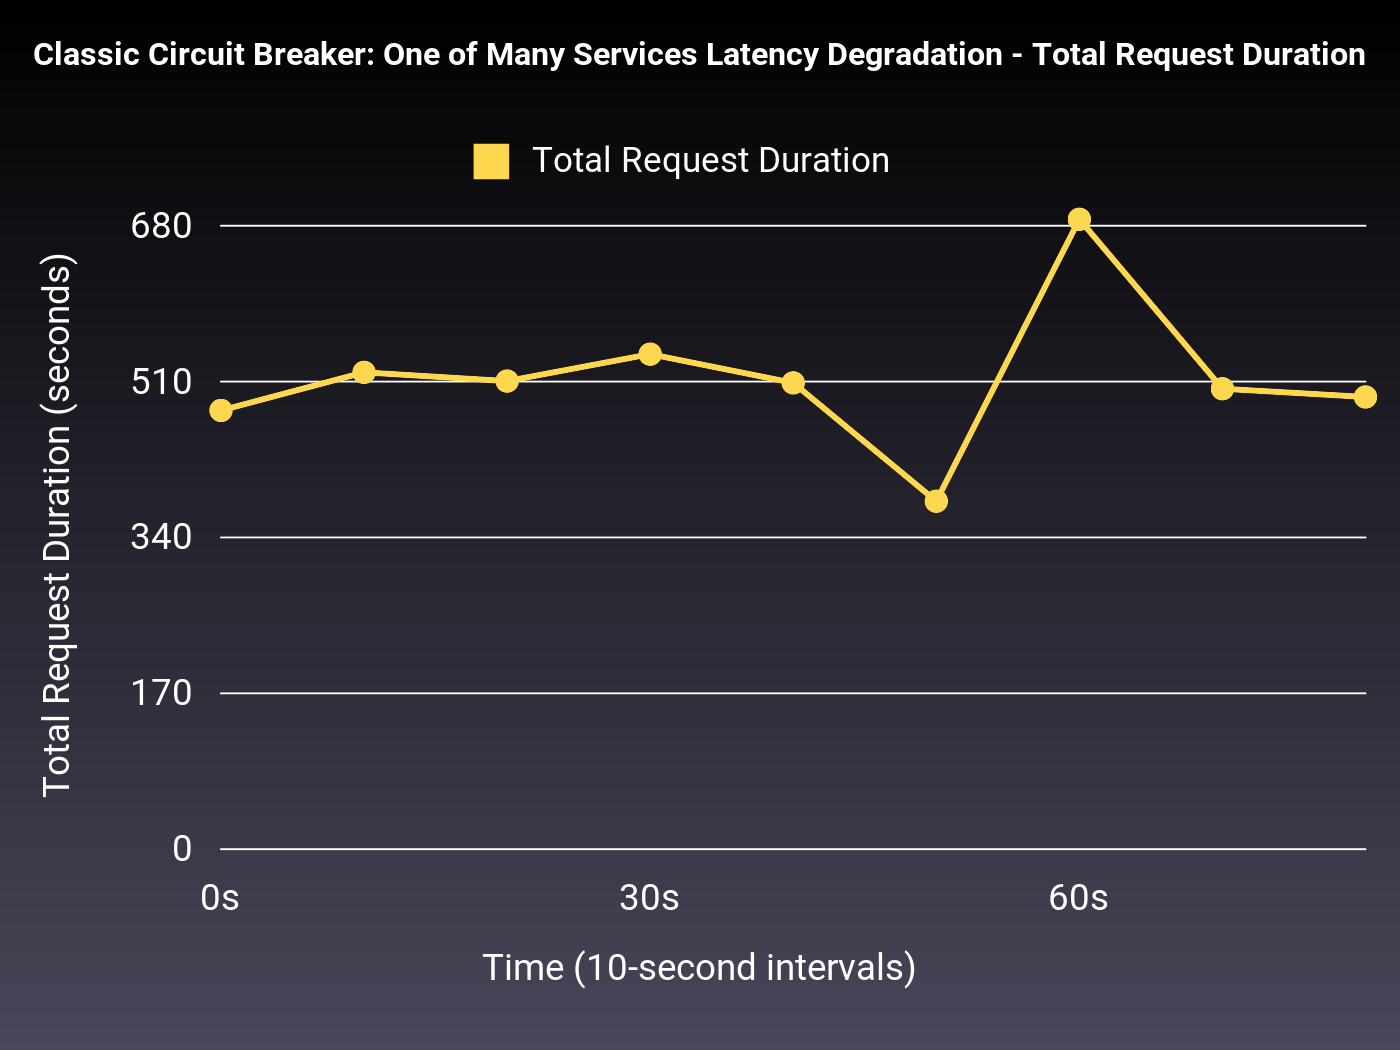 Classic Circuit Breaker: One of Many Services Latency Degradation - Total Request Duration
Total Request Duration
Total Request Duration (seconds)
680
510
340
170
0
0s 30s 60s
Time (10-second intervals)